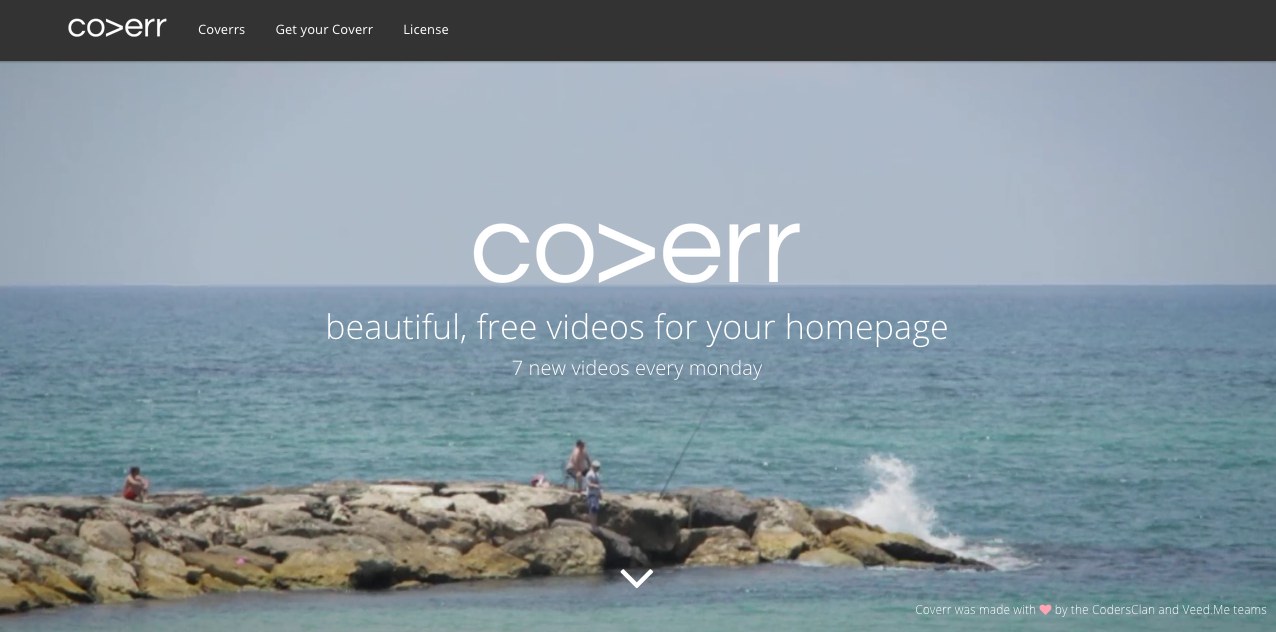 co>err
Coverrs
Get your Coverr
License
co>err
beautiful, free videos for your homepage
7 new videos every monday
Coverr was made with ♥ by the CodersClan and Veed.Me teams